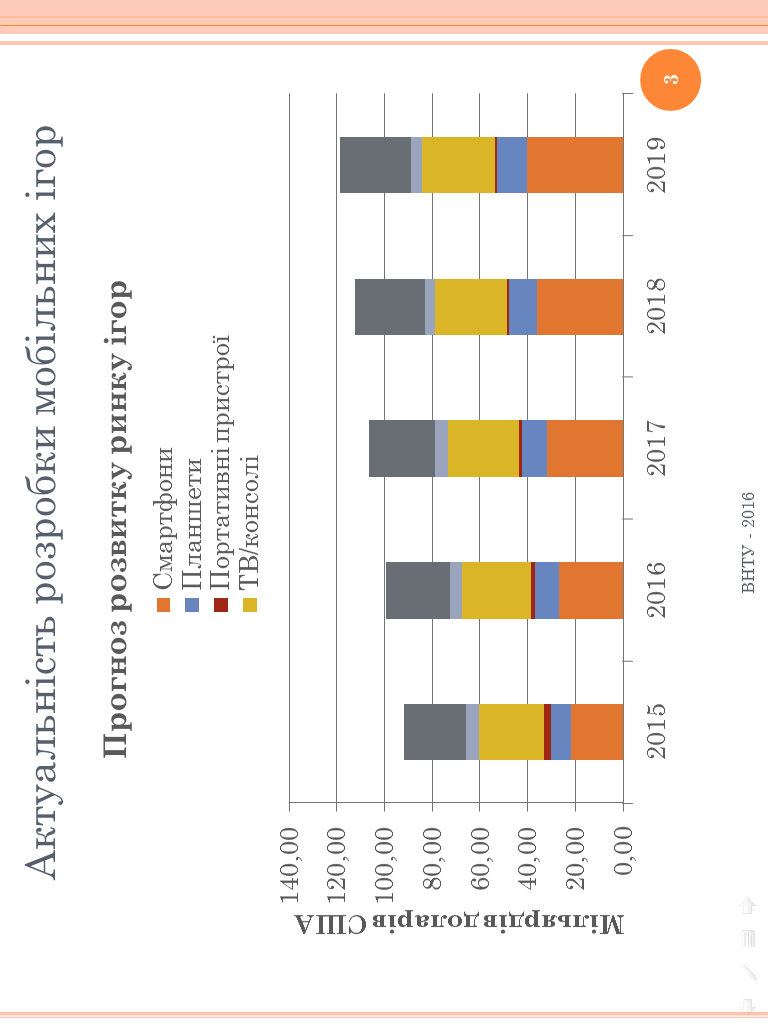 Актуальність розробки мобільних ігор
3
Прогноз розвитку ринку ігор
Смартфони
Планшети
Портативні пристрої
ТВ/консолі
Мільярдів доларів США
140,00
120,00
100,00
80,00
60,00
40,00
20,00
0,00
2015
2016
2017
2018
2019
ВНТУ - 2016